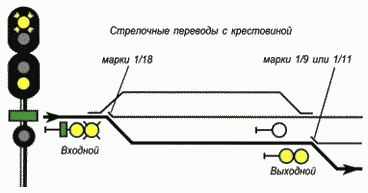 Стрелочные переводы с крестовиной
марки 1/18
марки 1/9 или 1/11
Входной
Выходной